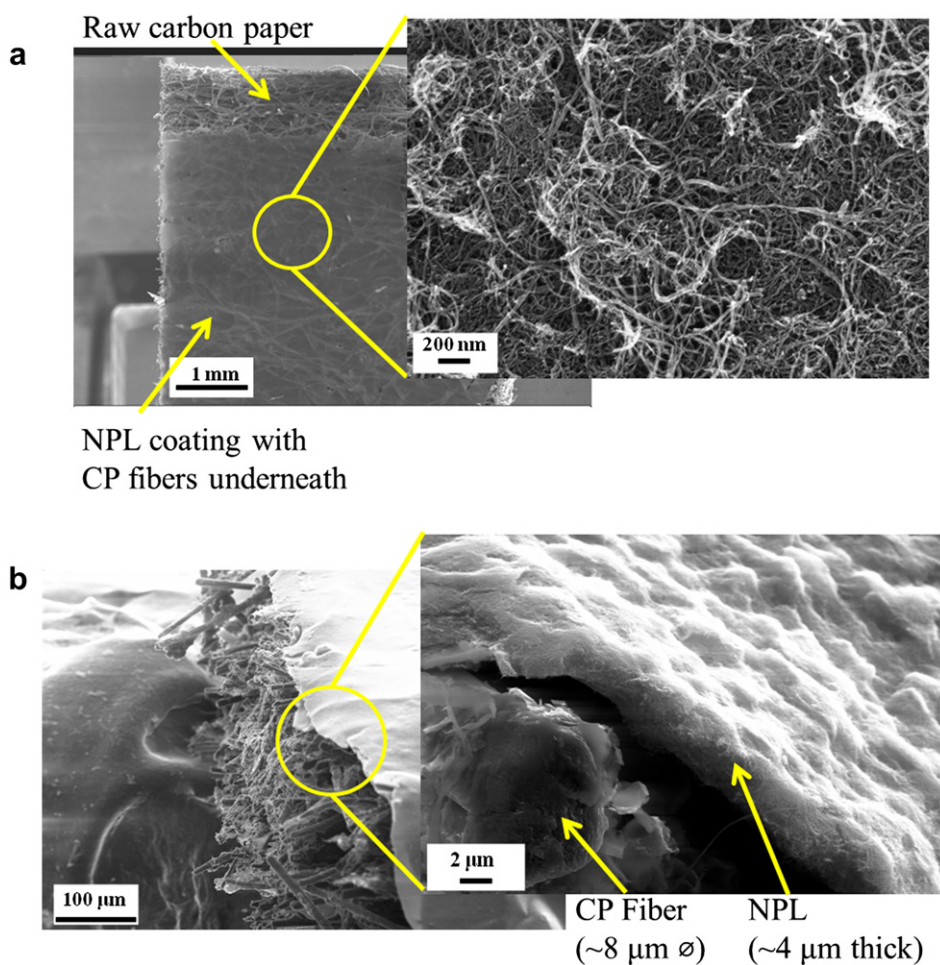 a
Raw carbon paper
200 nm
1 mm
NPL coating with
CP fibers underneath
b
2 μm
100 μm
CP Fiber
(~8 μm ø)
NPL
(~4 μm thick)